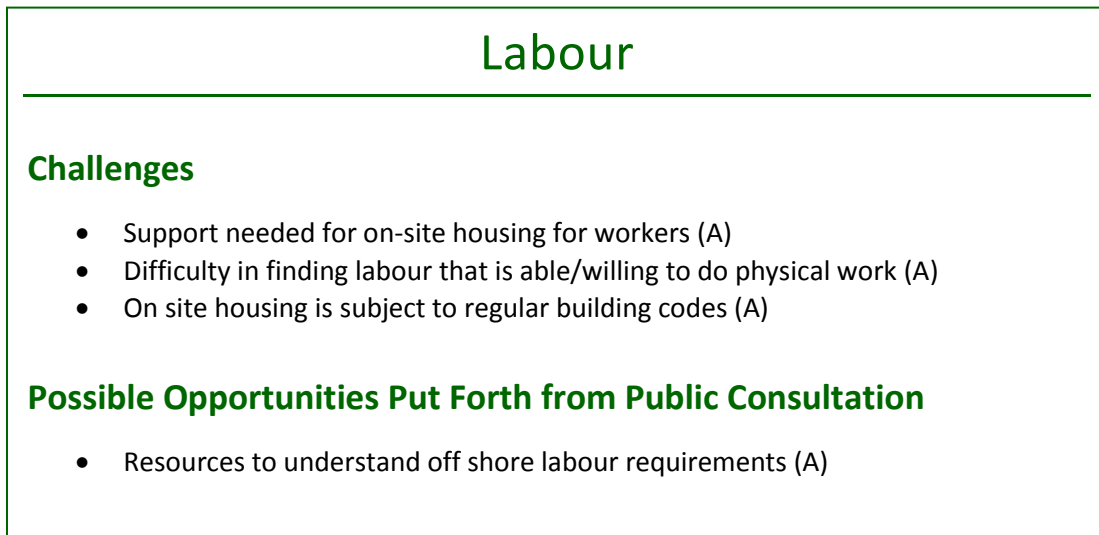 Labour
Challenges
• Support needed for on-site housing for workers (A)
• Difficulty in finding labour that is able/willing to do physical work (A)
• On site housing is subject to regular building codes (A)
Possible Opportunities Put Forth from Public Consultation
• Resources to understand off shore labour requirements (A)